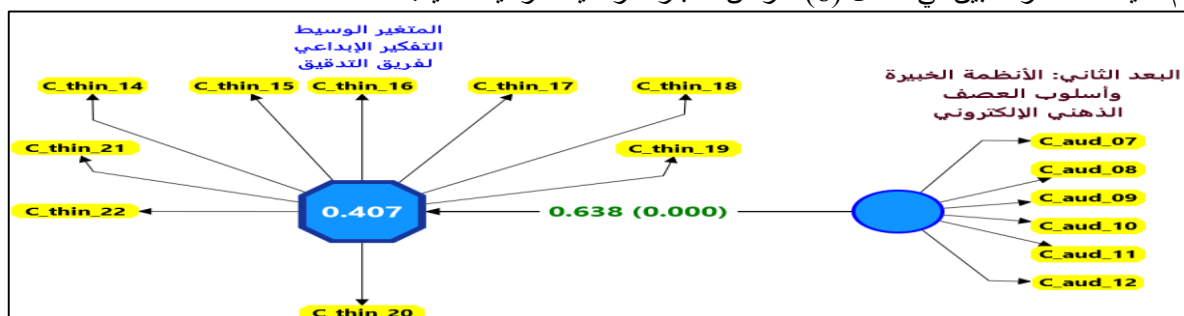 المتغير الوسيط
التفكير الإبداعي
لفريق التدقيق
البعد الثاني: الأنظمة الخبيرة
وأسلوب العصف
الذهني الإلكتروني
C_thin_14
C_thin_15
C_thin_16
C_thin_17
C_thin_18
C_thin_21
C_thin_19
C_thin_22
0.407
0.638 (0.000)
C_thin_20
C_aud_07
C_aud_08
C_aud_09
C_aud_10
C_aud_11
C_aud_12